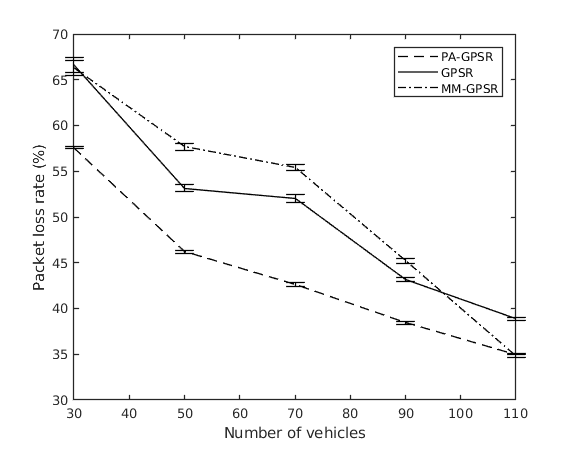 70
65
60
55
50
45
40
35
30
Packet loss rate (%)
PA-GPSR
GPSR
MM-GPSR
30 40 50 60 70 80 90 100 110
Number of vehicles